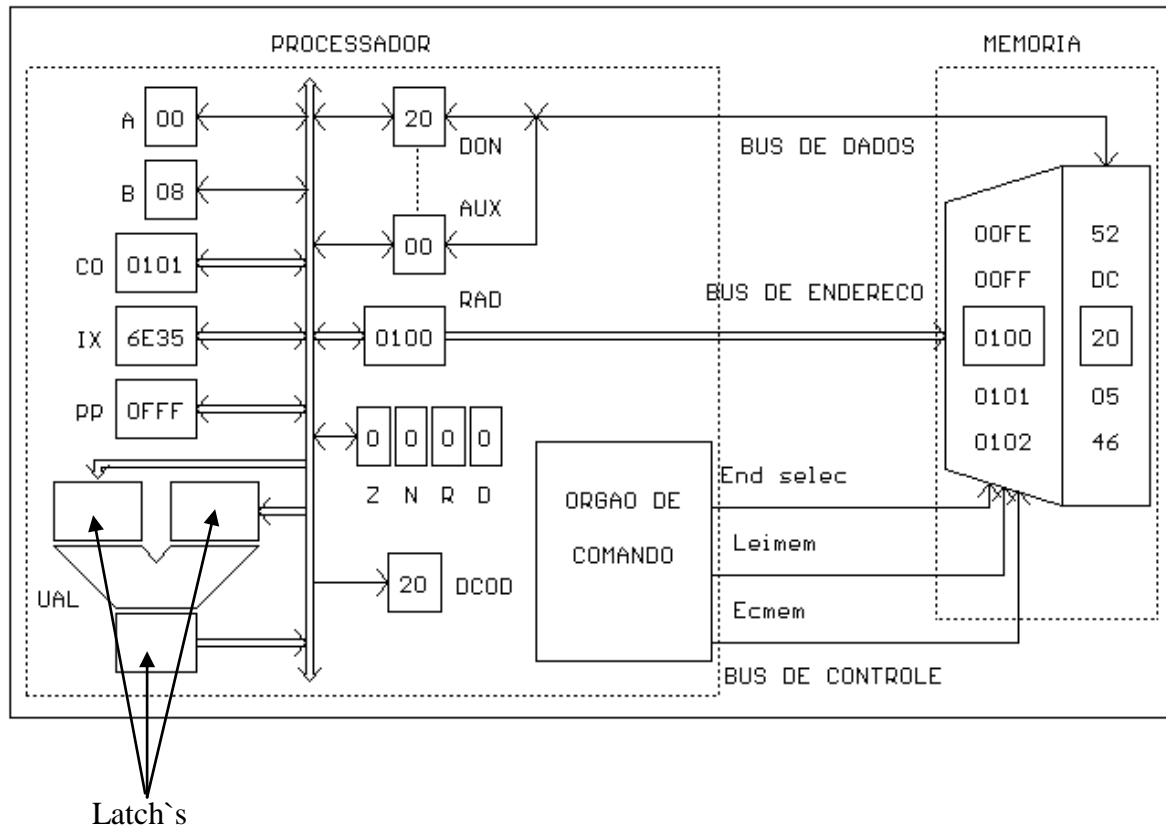 PROCESSADOR
MEMORIA
A 00
20
DON
BUS DE DADOS
B 08
AUX
00
00FE 52
CO 0101
00FF DC
RAD
BUS DE ENDERECO
IX 6E35
0100
0100 20
PP 0FFF
0101 05
0 0 0 0
0102 46
Z N R D
End selec
ORGAO DE
COMANDO
Leimem
UAL
20 DCOD
Ecmem
BUS DE CONTROLE
Latch`s